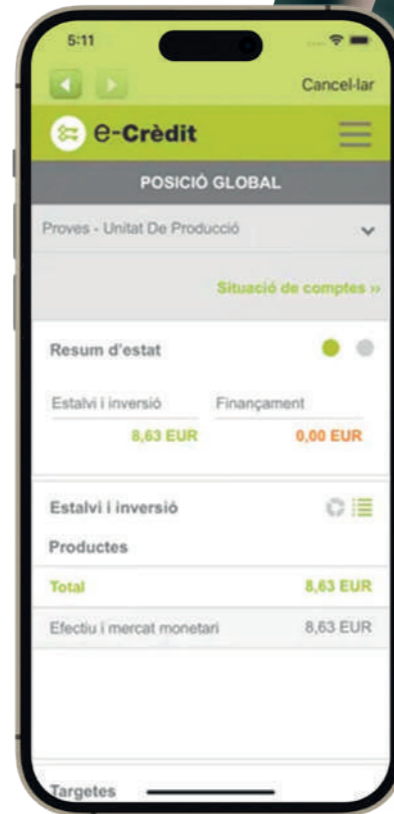 5:11
Cancel·lar
e-Crèdit
POSICIÓ GLOBAL
Proves - Unitat De Producció
Situació de comptes »
Resum d'estat
Estalvi i inversió Finançament
8,63 EUR 0,00 EUR
Estalvi i inversió
Productes
Total 8,63 EUR
Efectiu i mercat monetari 8,63 EUR
Targetes